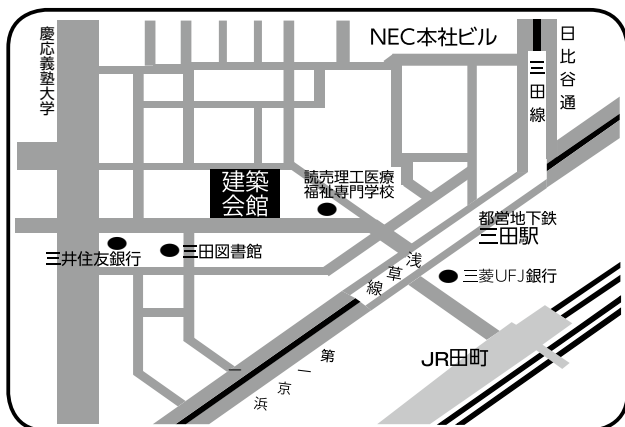 慶応義塾大学
NEC本社ビル
日比谷通
三田線
建築
会館
読売理工医療
福祉専門学校
都営地下鉄
三田駅
三井住友銀行
三田図書館
浅草線
三菱UFJ銀行
JR田町
第一京浜